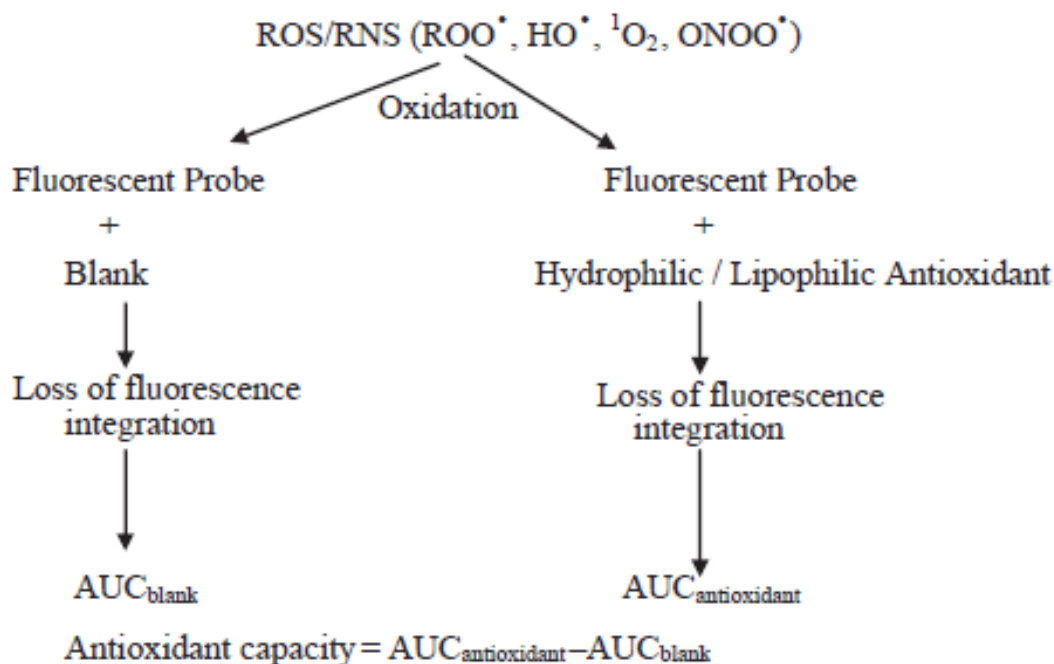 ROS/RNS (ROO•, HO•, ¹O₂, ONOO•)
Oxidation
Fluorescent Probe
+
Blank
Loss of fluorescence
integration
AUCblank
Fluorescent Probe
+
Hydrophilic / Lipophilic Antioxidant
Loss of fluorescence
integration
AUCantioxidant
Antioxidant capacity = AUCantioxidant–AUCblank